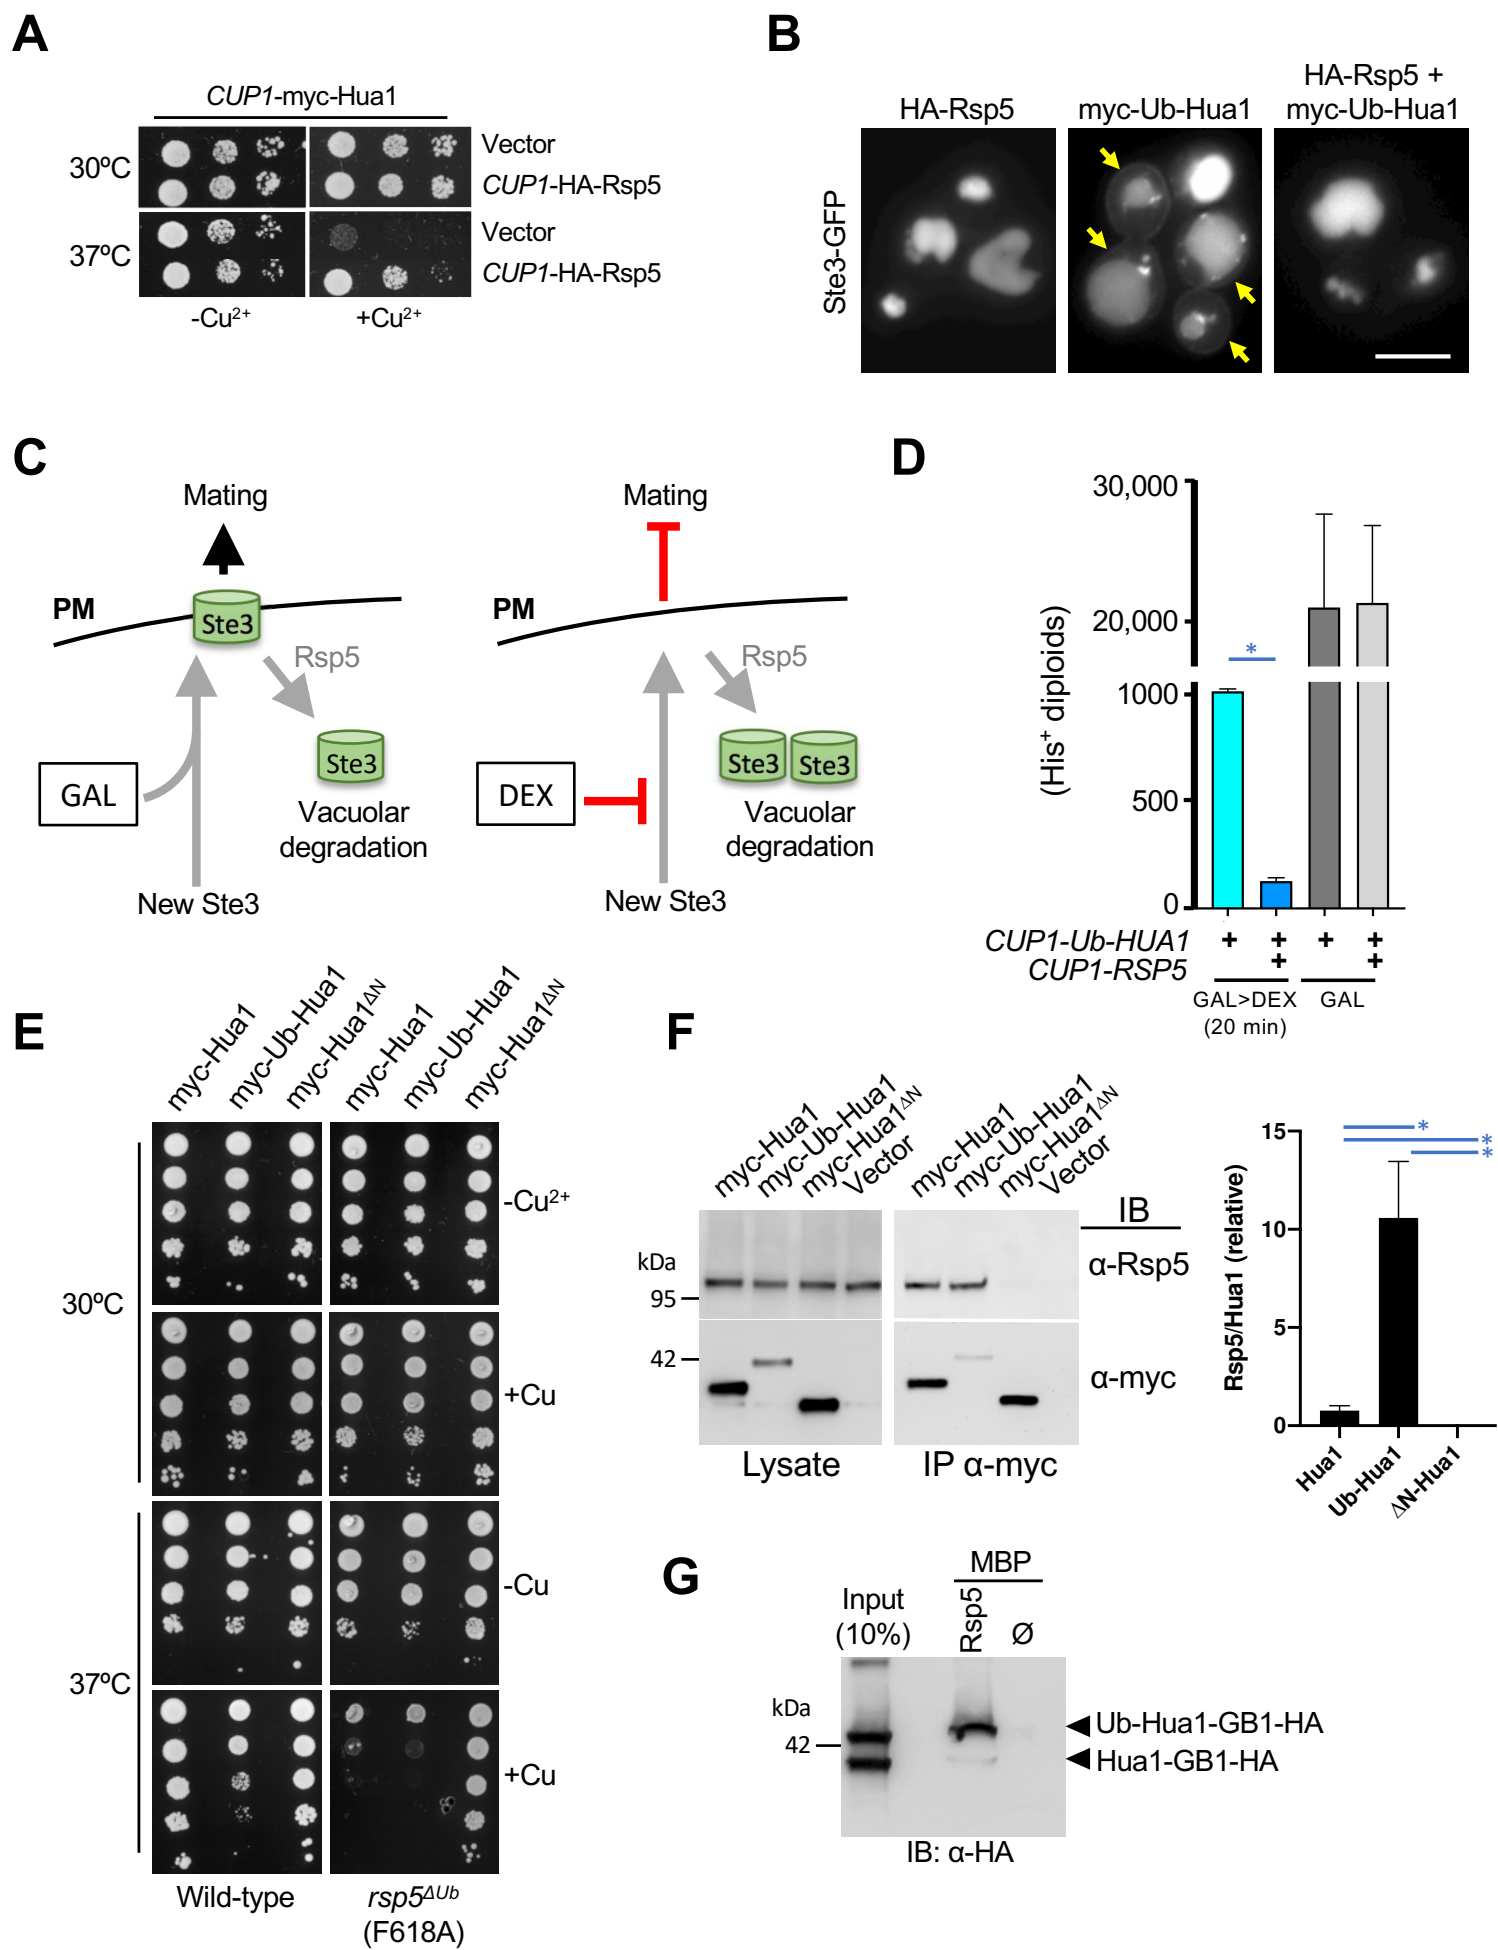 A
CUP1-myc-Hua1
30ºC
Vector
CUP1-HA-Rsp5
37ºC
Vector
CUP1-HA-Rsp5
-Cu2+
+Cu2+
B
HA-Rsp5
myc-Ub-Hua1
HA-Rsp5 +
myc-Ub-Hua1
Ste3-GFP
C
Mating
PM
Ste3
Rsp5
GAL
Ste3
Vacuolar
degradation
New Ste3
Mating
PM
Rsp5
DEX
Ste3
Ste3
Vacuolar
degradation
New Ste3
D
30,000
20,000
1000
500
0
(His+ diploids)
*
CUP1-Ub-HUA1 + + + +
CUP1-RSP5 + +
GAL>DEX
(20 min)
GAL
E
myc-Hua1
myc-Ub-Hua1
myc-Hua1ΔN
myc-Hua1
myc-Ub-Hua1
myc-Hua1ΔN
30ºC
-Cu2+
+Cu
37ºC
-Cu
+Cu
Wild-type
rsp5ΔUb
(F618A)
F
myc-Hua1
myc-Ub-Hua1
myc-Hua1ΔN
Vector
myc-Hua1
myc-Ub-Hua1
myc-Hua1ΔN
Vector
IB
kDa
95
42
α-Rsp5
α-myc
Lysate
IP α-myc
Rsp5/Hua1 (relative)
15
10
5
0
*
*
*
Hua1
Ub-Hua1
ΔN-Hua1
G
MBP
Input
(10%)
Rsp5
Ø
kDa
42
Ub-Hua1-GB1-HA
Hua1-GB1-HA
IB: α-HA